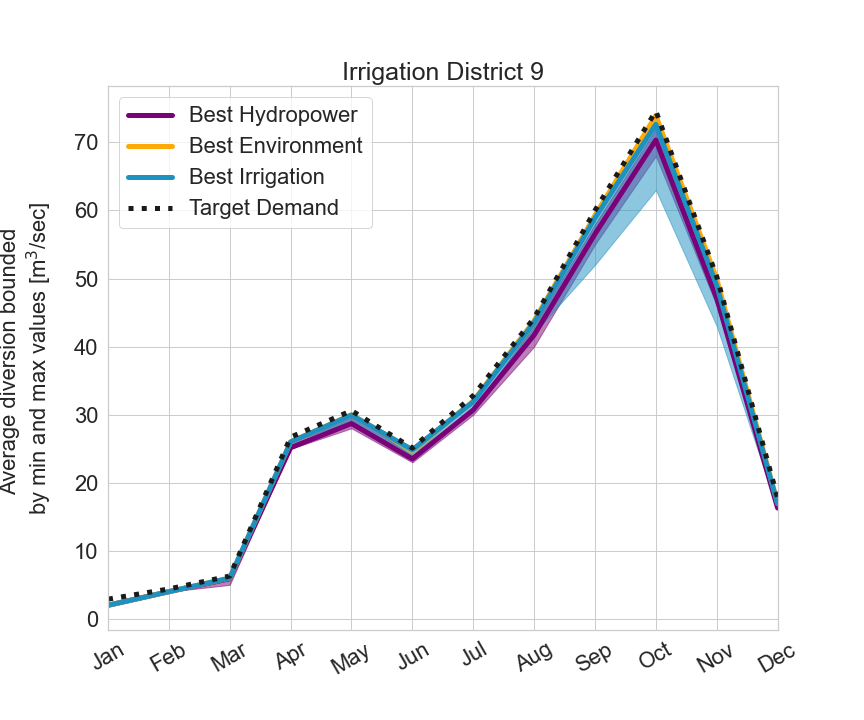 Irrigation District 9
Best Hydropower
Best Environment
Best Irrigation
Target Demand
Average diversion bounded
by min and max values [m³/sec]
70
60
50
40
30
20
10
0
Jan Feb Mar Apr May Jun Jul Aug Sep Oct Nov Dec